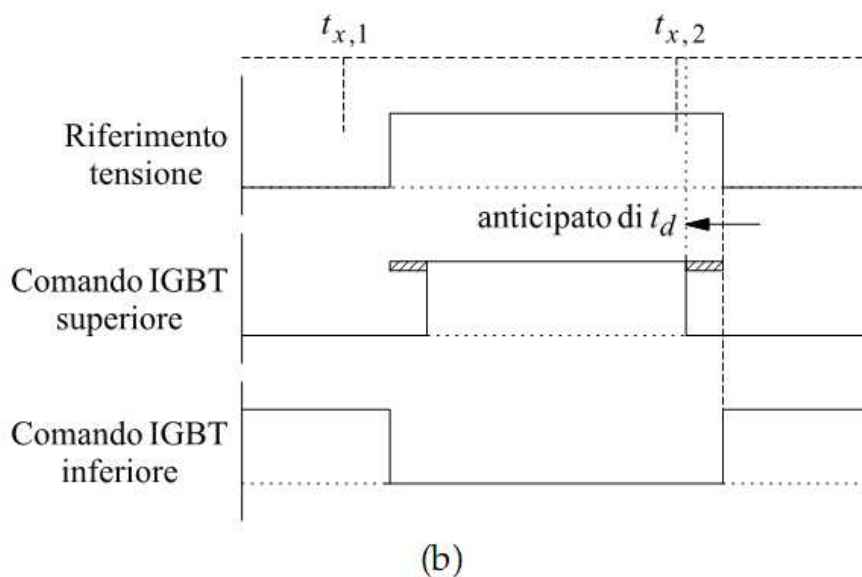 t_{x,1} t_{x,2}
Riferimento
tensione
anticipato di t_d
Comando IGBT
superiore
Comando IGBT
inferiore
(b)